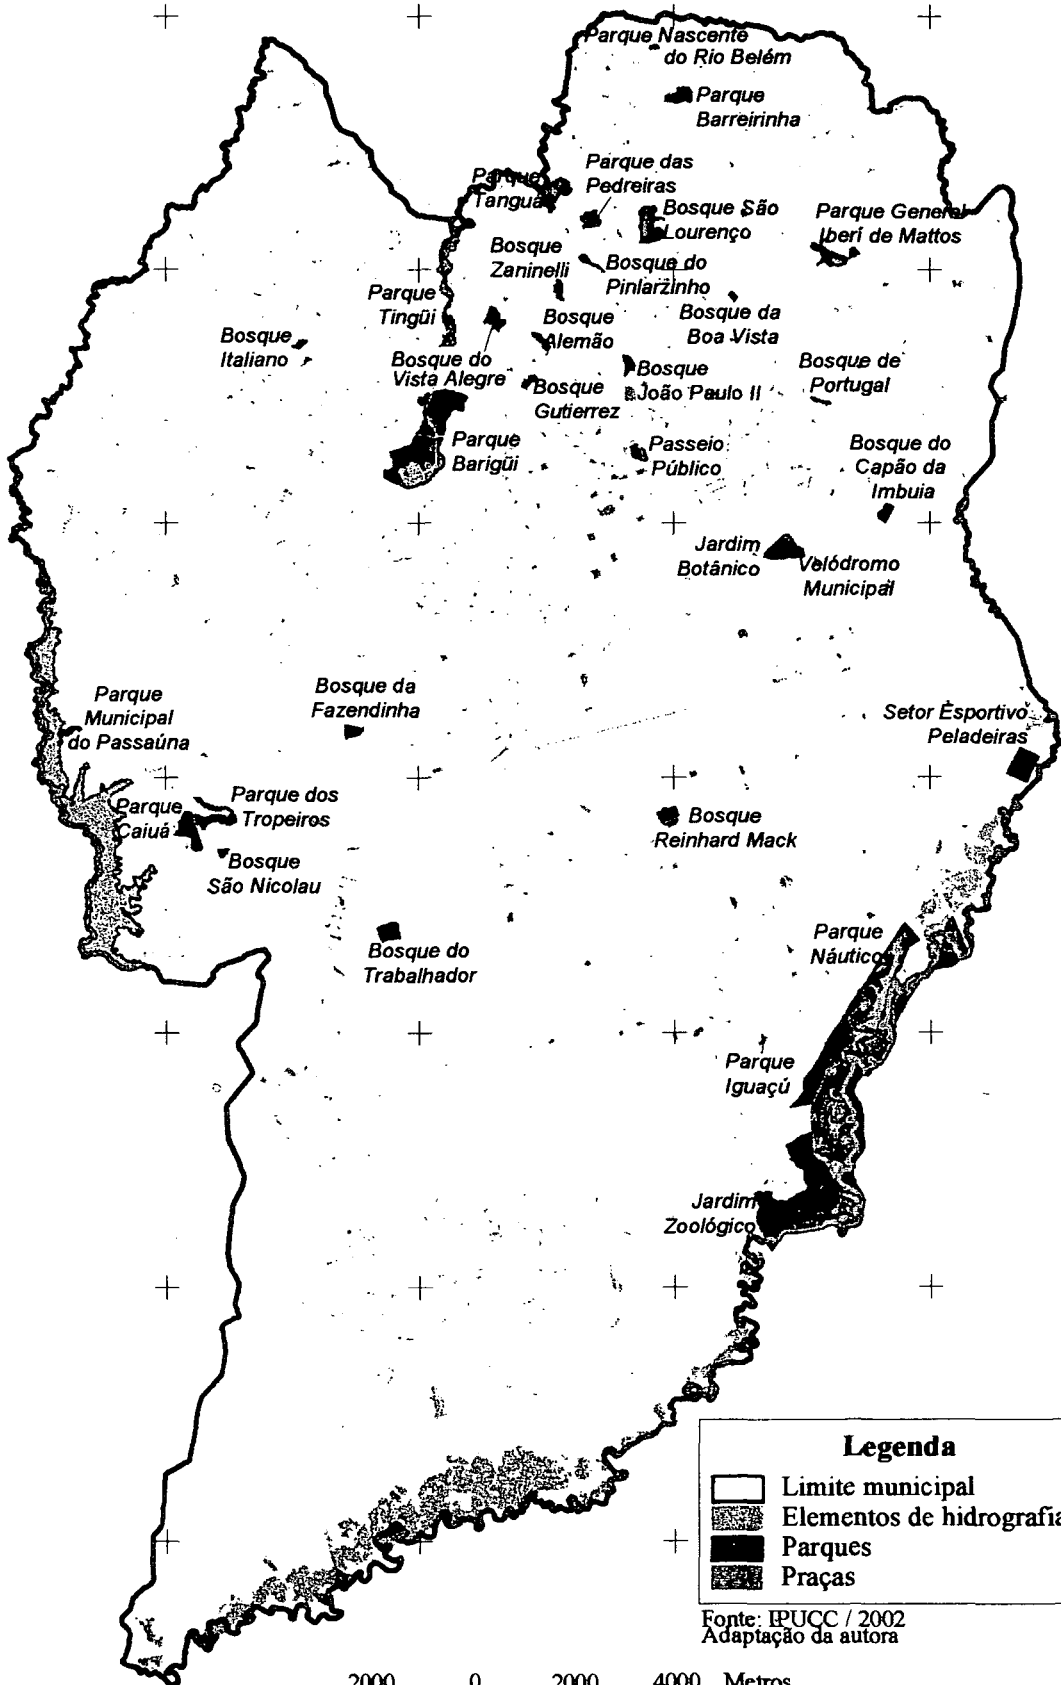 Parque Nascente
do Rio Belém
Parque
Barreirinha
Parque das
Pedreiras
Parque
Tanguá
Bosque São
Lourenço
Parque General
Iberí de Mattos
Bosque
Zaninelli
Bosque do
Pinlarzinho
Parque
Tingüi
Bosque
Alemão
Bosque da
Boa Vista
Bosque
Italiano
Bosque do
Vista Alegre
Bosque
João Paulo II
Bosque de
Portugal
Bosque
Gutierrez
Parque
Barigüi
Passeio
Público
Bosque do
Capão da
Imbuia
Jardim
Botânico
Velódromo
Municipal
Parque
Municipal
do Passaúna
Bosque da
Fazendinha
Setor Esportivo
Peladeiras
Parque
Caiuá
Parque dos
Tropeiros
Bosque
Reinhard Mack
Bosque
São Nicolau
Bosque do
Trabalhador
Parque
Náutico
Parque
Iguaçú
Jardim
Zoológico
Legenda
Limite municipal
Elementos de hidrografia
Parques
Praças
Fonte: IPUCC / 2002
Adaptação da autora
2000 0 2000 4000 Metros